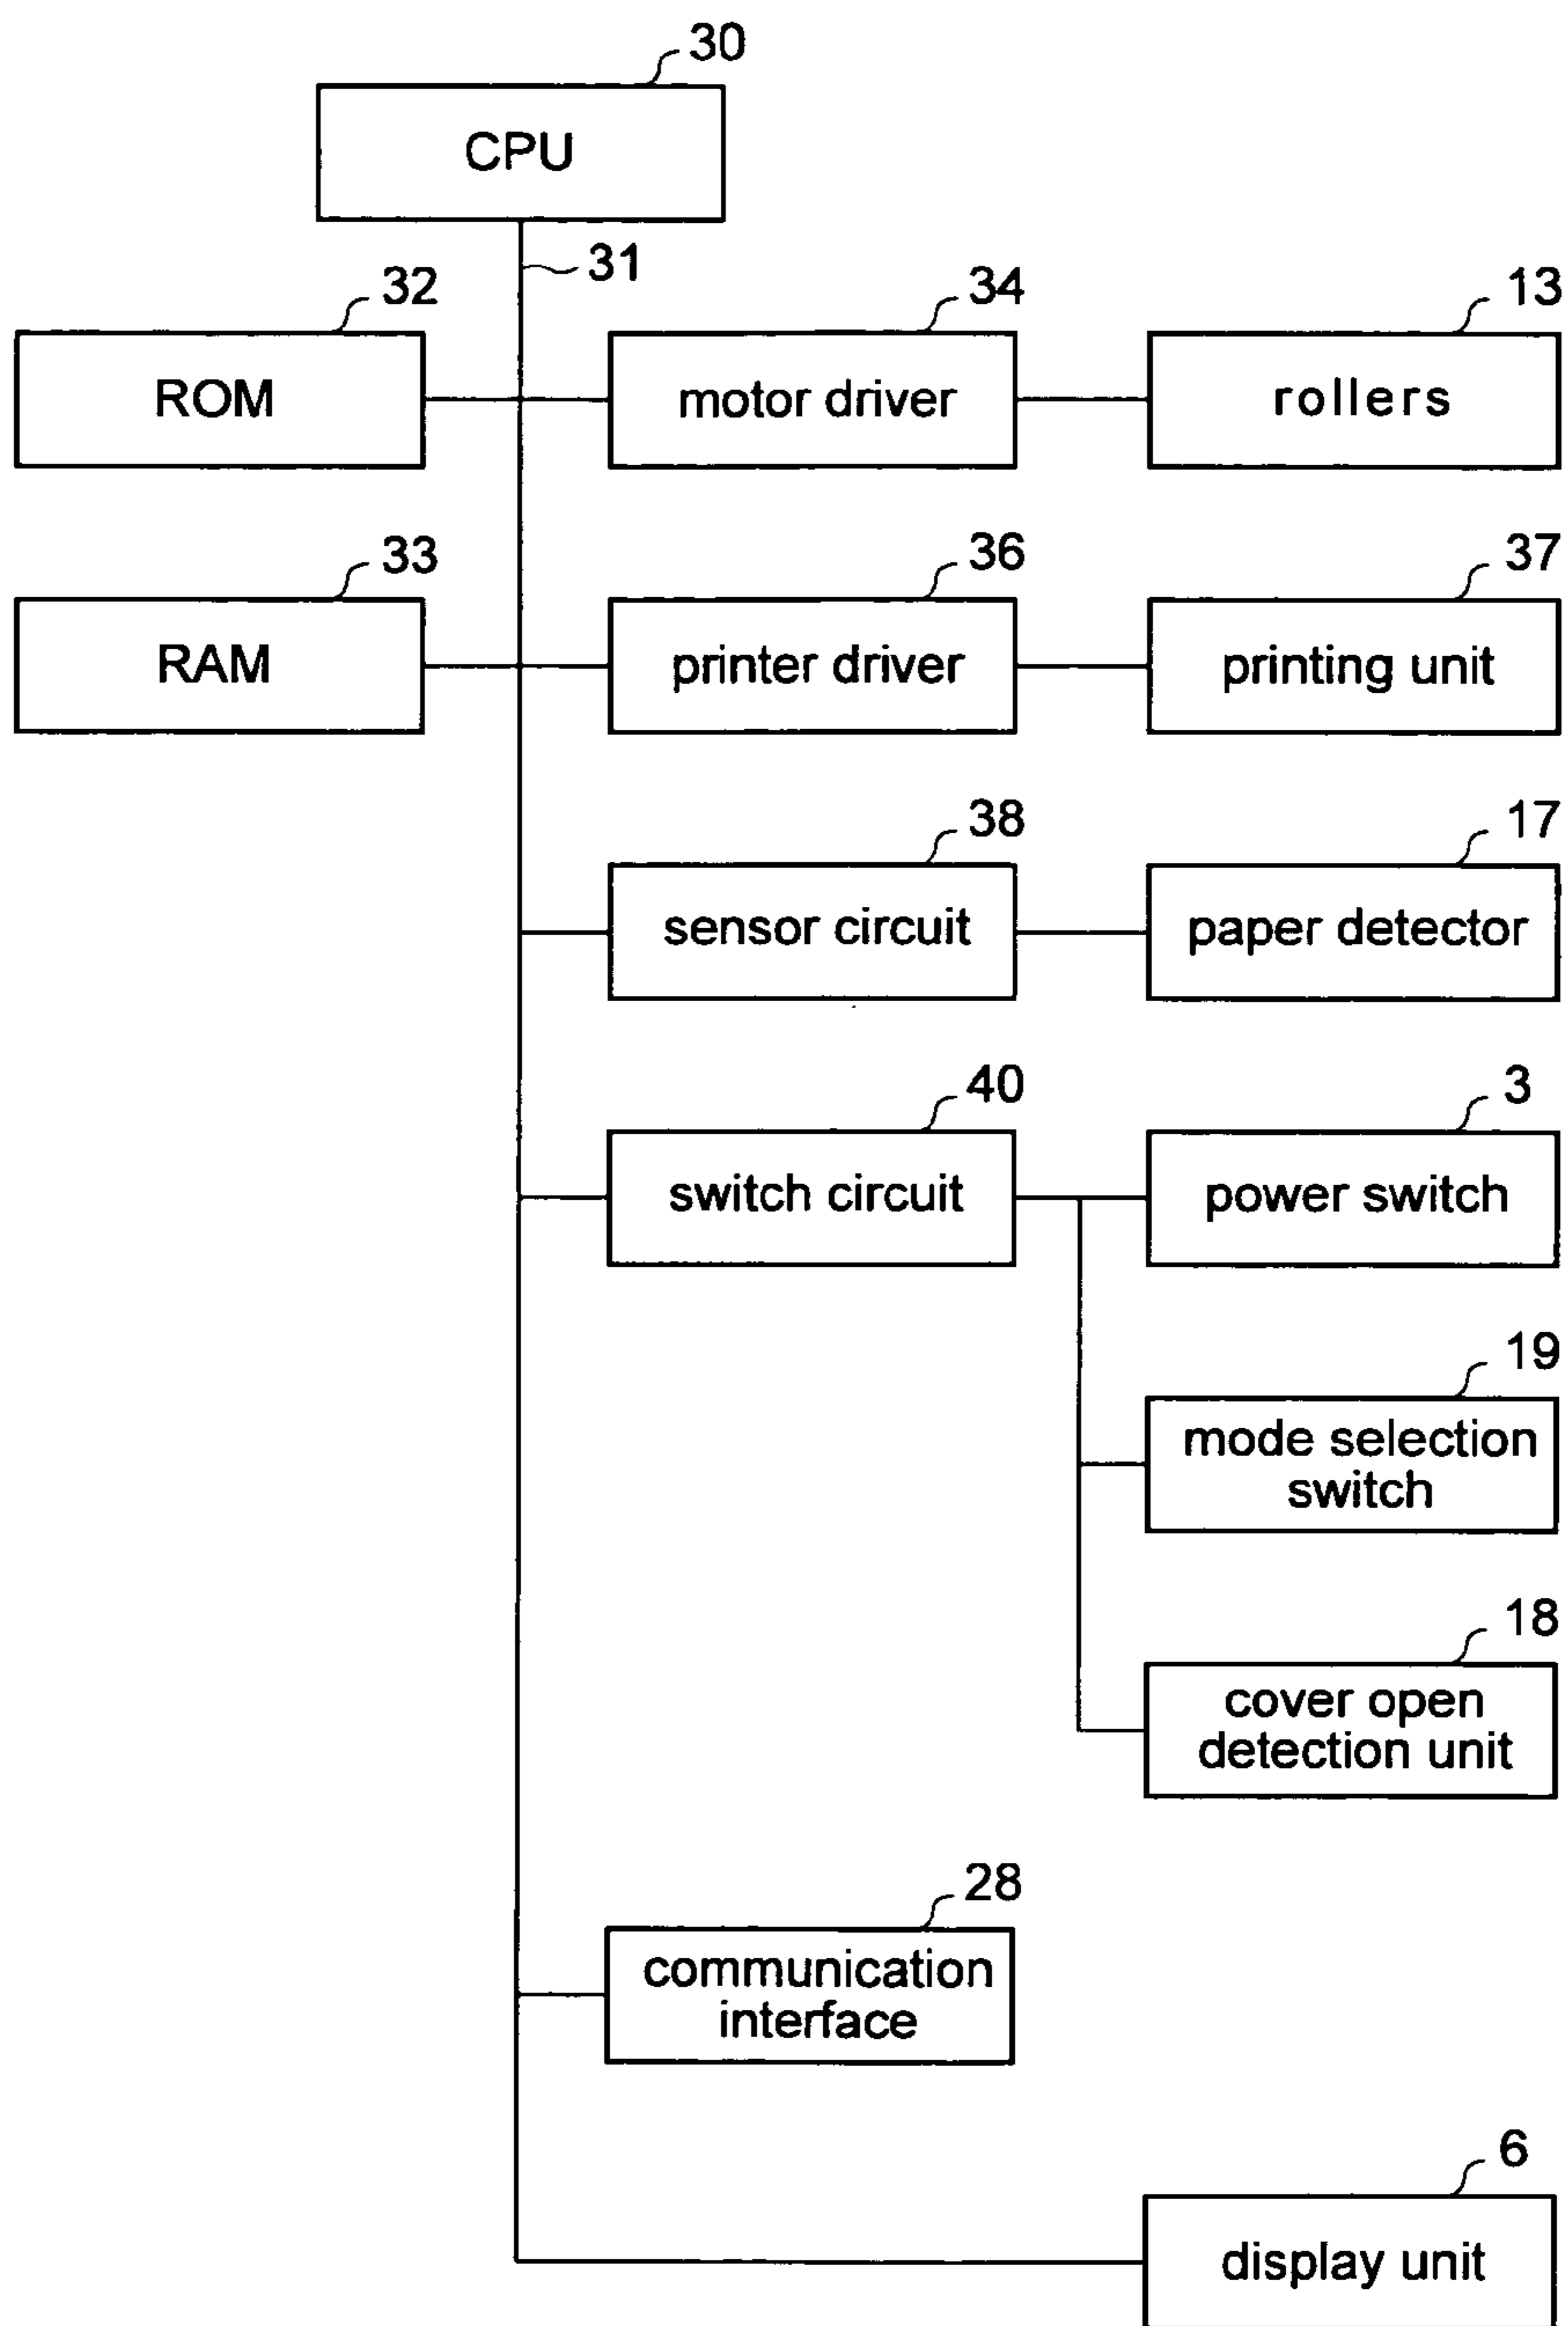 30
CPU
31
32
34
13
ROM
motor driver
rollers
33
36
37
RAM
printer driver
printing unit
38
17
sensor circuit
paper detector
40
3
switch circuit
power switch
19
mode selection
switch
18
cover open
detection unit
28
communication
interface
6
display unit